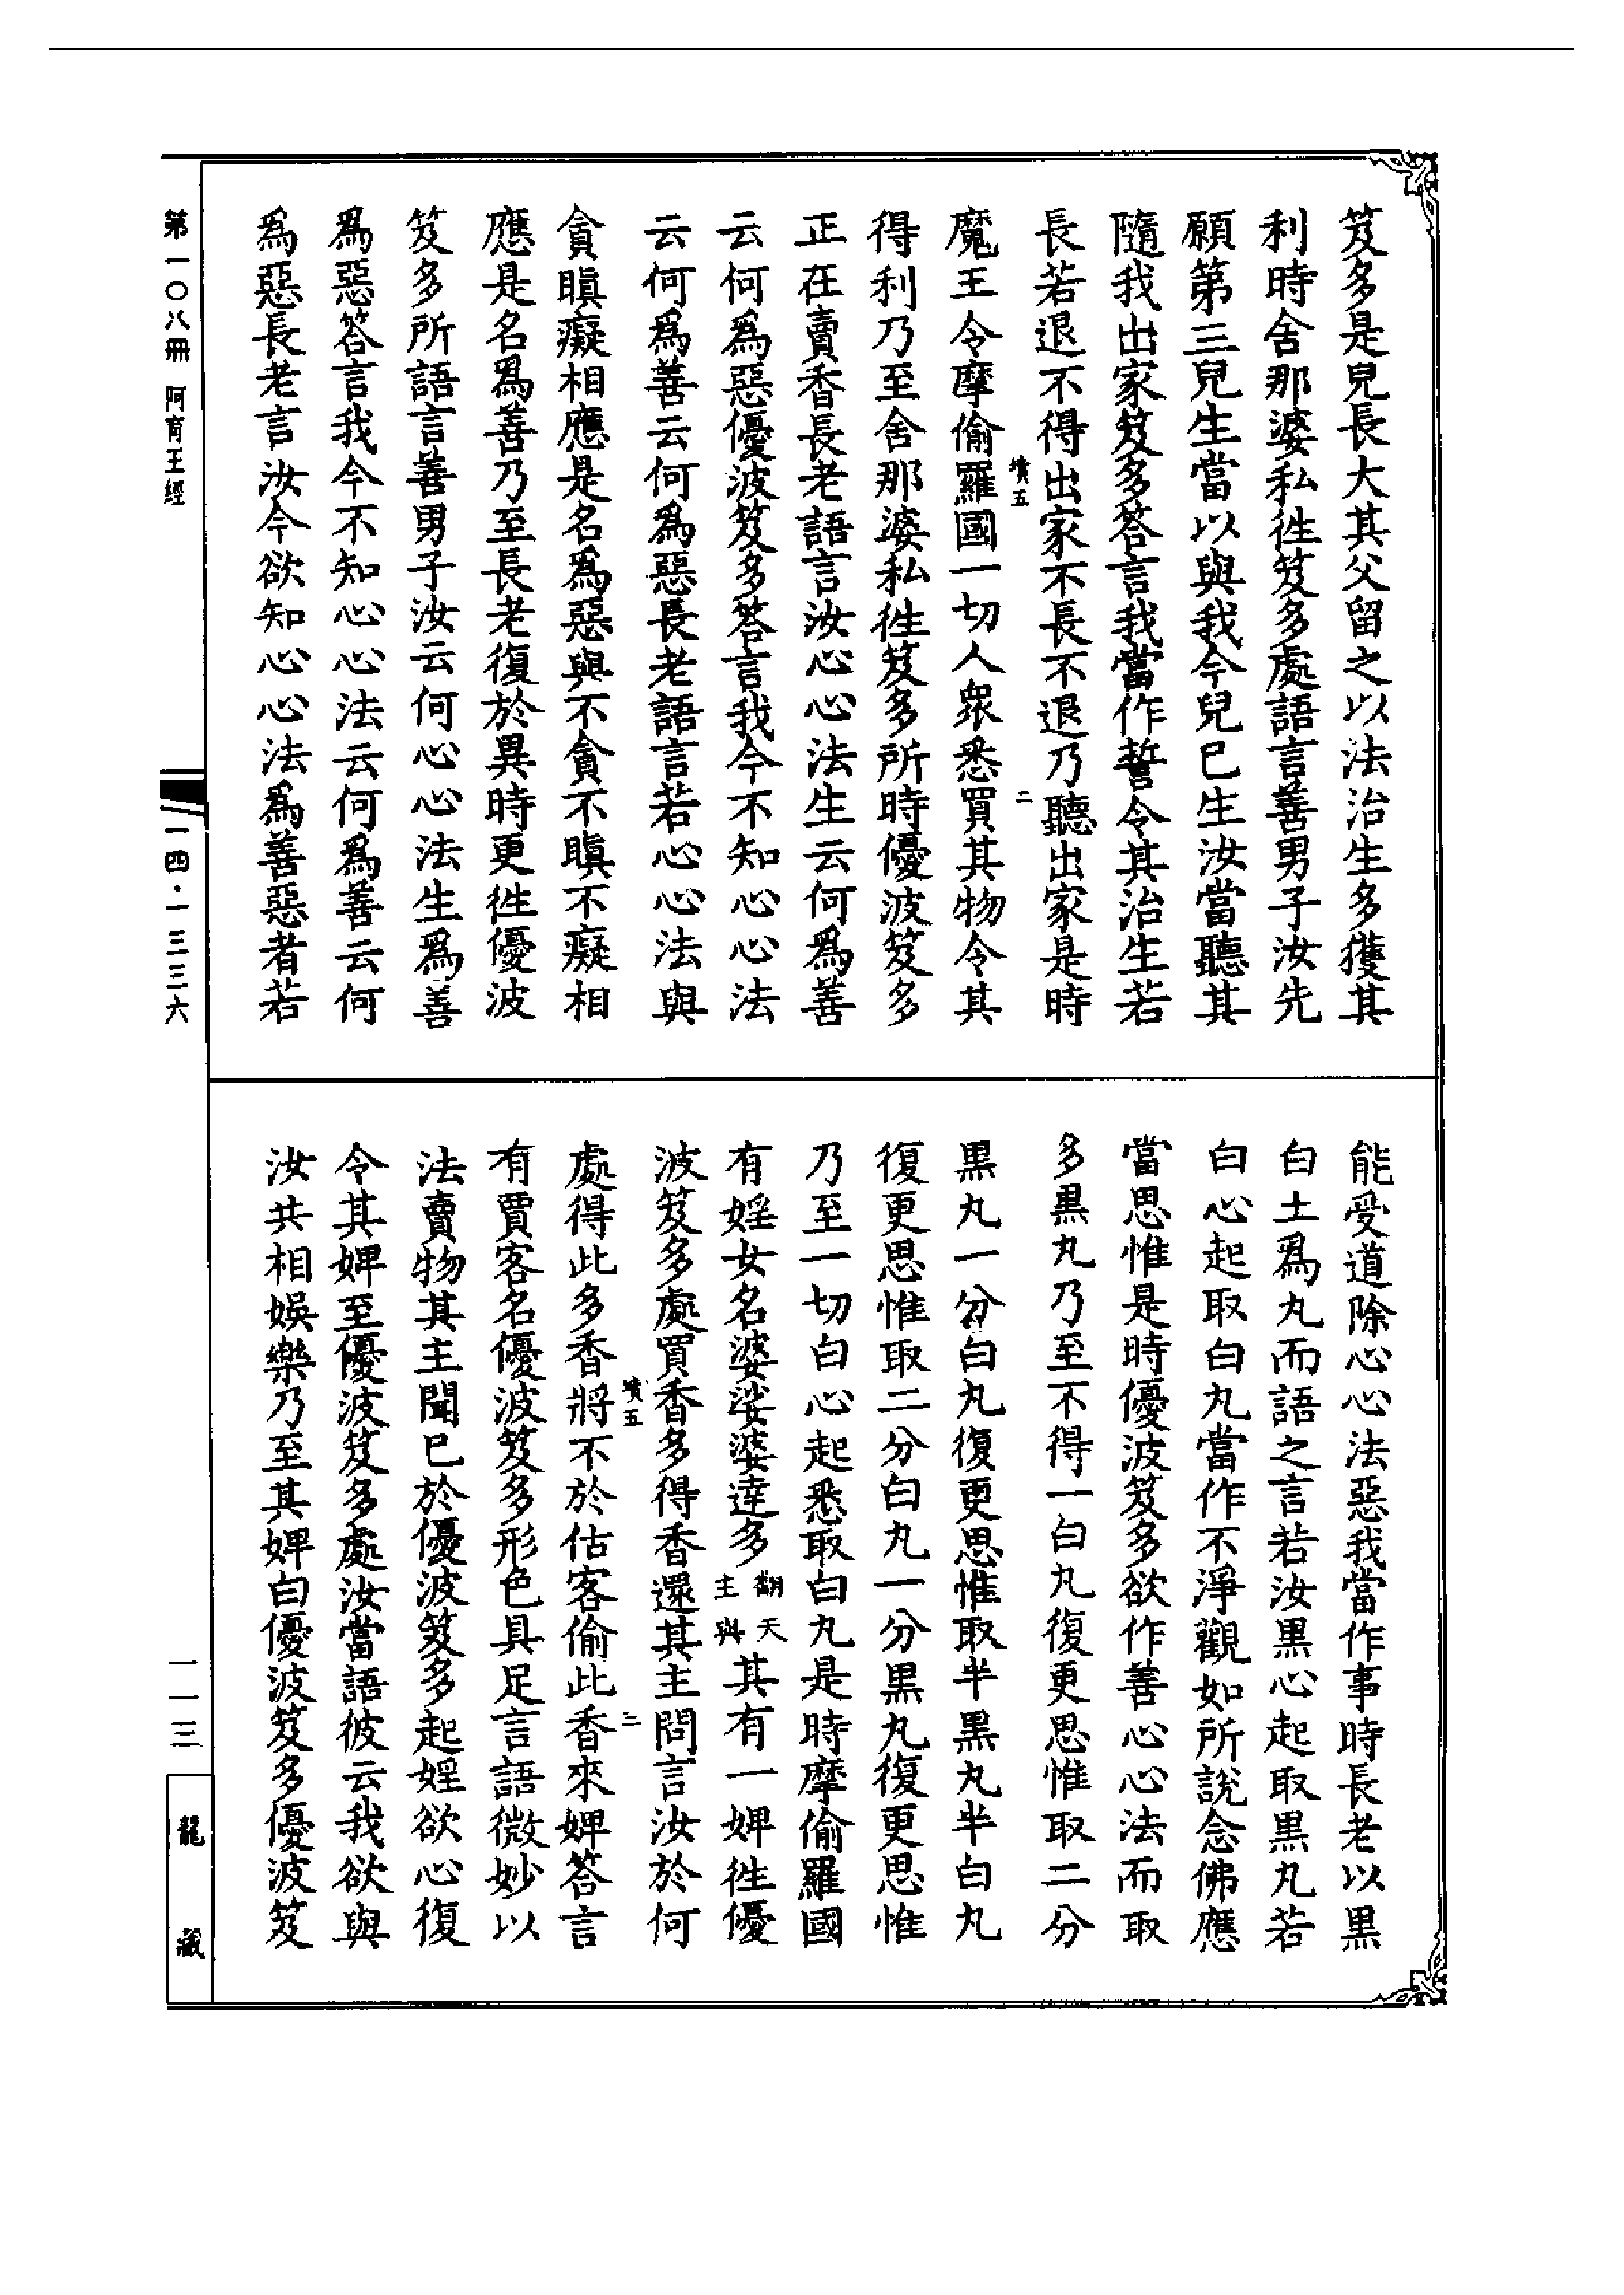 笈多是兒長大其父留之以法治生多獲其
利時舍那婆私徃笈多處語言善男子汝先
願第三兒生當以與我今兒已生汝當聽其
隨我出家笈多答言我當作誓令其治生若
長若退不得出家不長不退乃聽出家是時
墳五 二
魔王令摩偷羅國一切人衆悉買其物令其
得利乃至舍那婆私徃笈多所時優波笈多
正在賣香長老語言汝心心法生云何爲善
云何爲惡優波笈多答言我今不知心心法
云何爲善云何爲惡長老語言若心心法與
貪瞋癡相應是名爲惡與不貪不瞋不癡相
應是名爲善乃至長老復於異時更徃優波
笈多所語言善男子汝云何心心法生爲善
爲惡答言我今不知心心法云何爲善云何
爲惡長老言汝今欲知心心法爲善惡者若
能受道除心心法惡我當作事時長老以黒
白土爲丸而語之言若汝黒心起取黒丸若
白心起取白丸當作不淨觀如所說念佛應
當思惟是時優波笈多欲作善心心法而取
多黒丸乃至不得一白丸復更思惟取二分
黒丸一分白丸復更思惟取半黒丸半白丸
復更思惟取二分白丸一分黒丸復更思惟
乃至一切白心起悉取白丸是時摩偷羅國
有婬女名婆娑婆達多翻天主與其有一婢徃優
波笈多處買香多得香還其主問言汝於何
墳五 二
處得此多香將不於估客偷此香來婢答言
有賈客名優波笈多形色具足言語微妙以
法賣物其主聞已於優波笈多起婬欲心復
令其婢至優波笈多處汝當語彼云我欲與
汝共相娛樂乃至其婢白優波笈多優波笈
第一〇八冊 阿育王經
一四·一三三六
一一三
龍藏